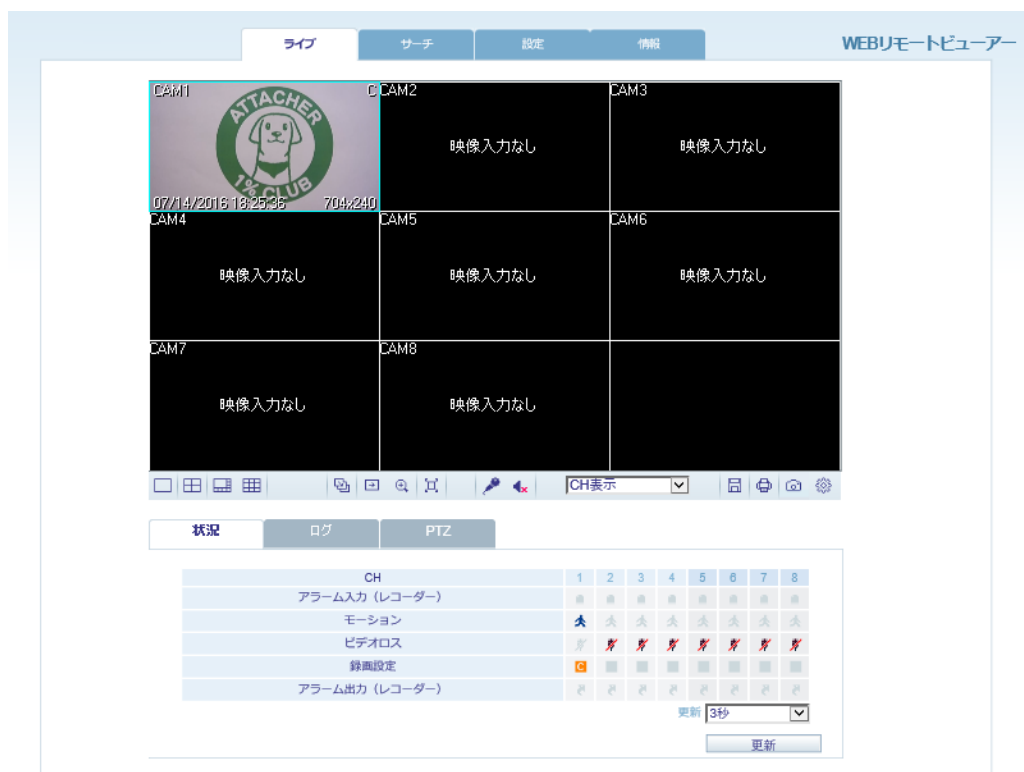 ライブ サーチ 設定 情報 WEBリモートビューアー
CAM1 C CAM2 CAM3
ATTACHER
1% CLUB
映像入力なし 映像入力なし
07/14/2016 18:25:36 704x240
CAM4 CAM5 CAM6
映像入力なし 映像入力なし 映像入力なし
CAM7 CAM8
映像入力なし 映像入力なし
CH表示
状況 ログ PTZ
CH 1 2 3 4 5 6 7 8
アラーム入力（レコーダー）
モーション
ビデオロス
録画設定 C
アラーム出力（レコーダー）
更新 3秒
更新